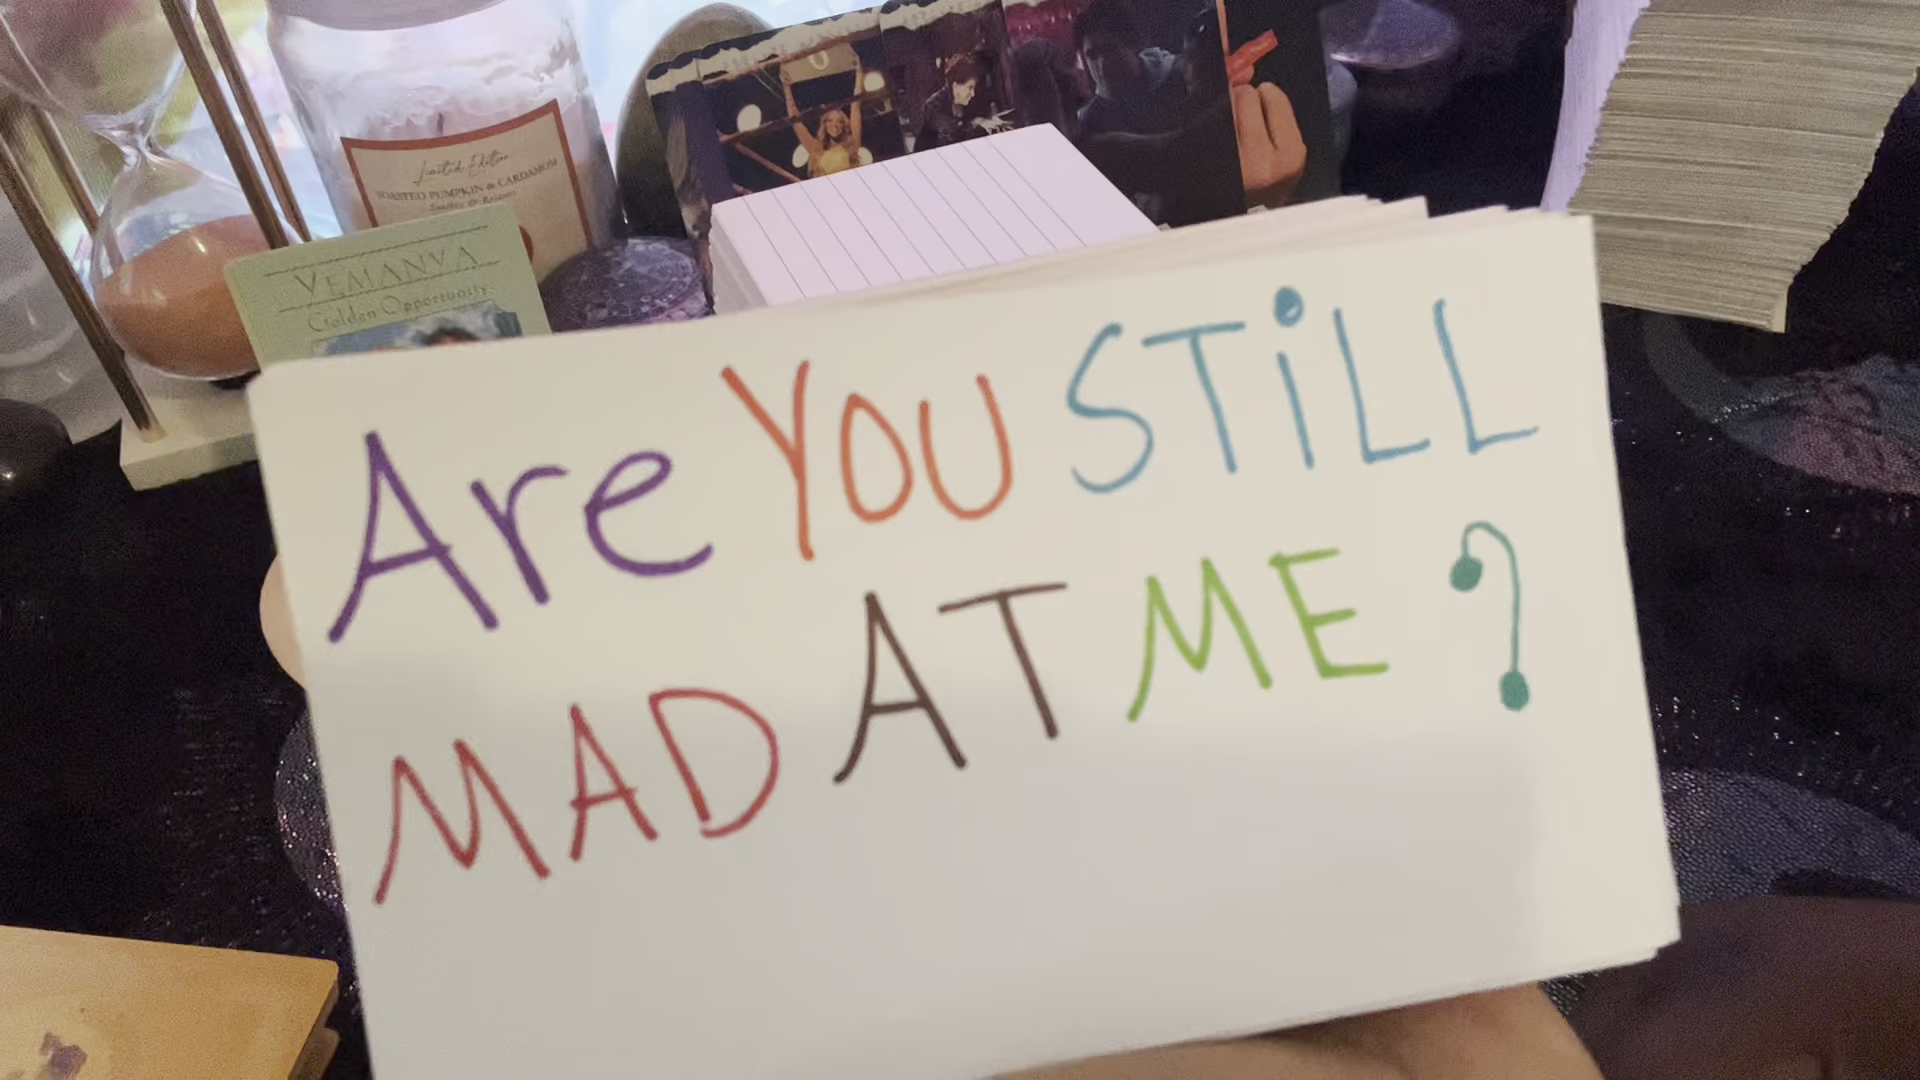 Limited Edition
TOASTED PUMPKIN & CARDAMOM
YEMANYA
Golden Opportunity
Are YOU STiLL
MAD AT ME?